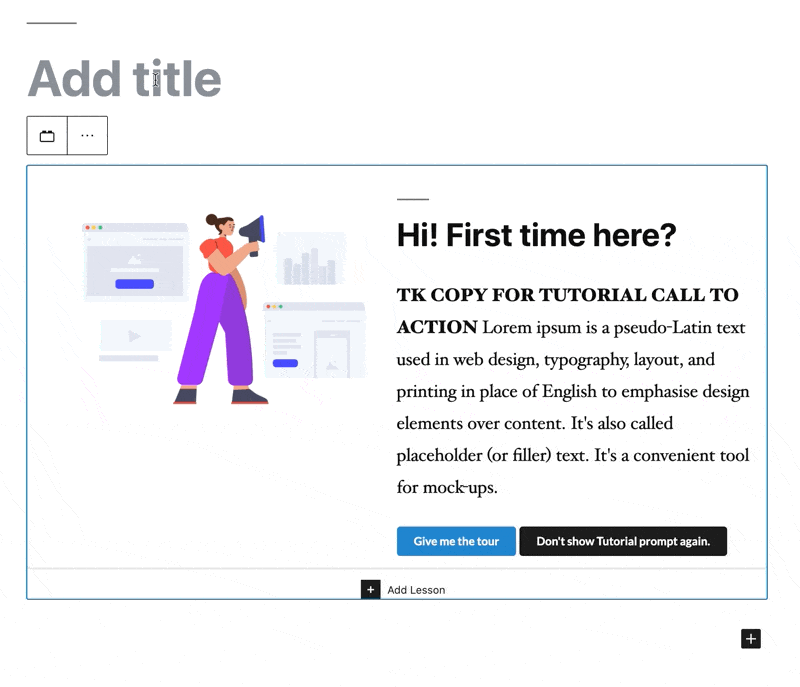 Add title
Hi! First time here?
TK COPY FOR TUTORIAL CALL TO
ACTION Lorem ipsum is a pseudo-Latin text
used in web design, typography, layout, and
printing in place of English to emphasise design
elements over content. It's also called
placeholder (or filler) text. It's a convenient tool
for mock-ups.
Give me the tour
Don't show Tutorial prompt again.
Add Lesson